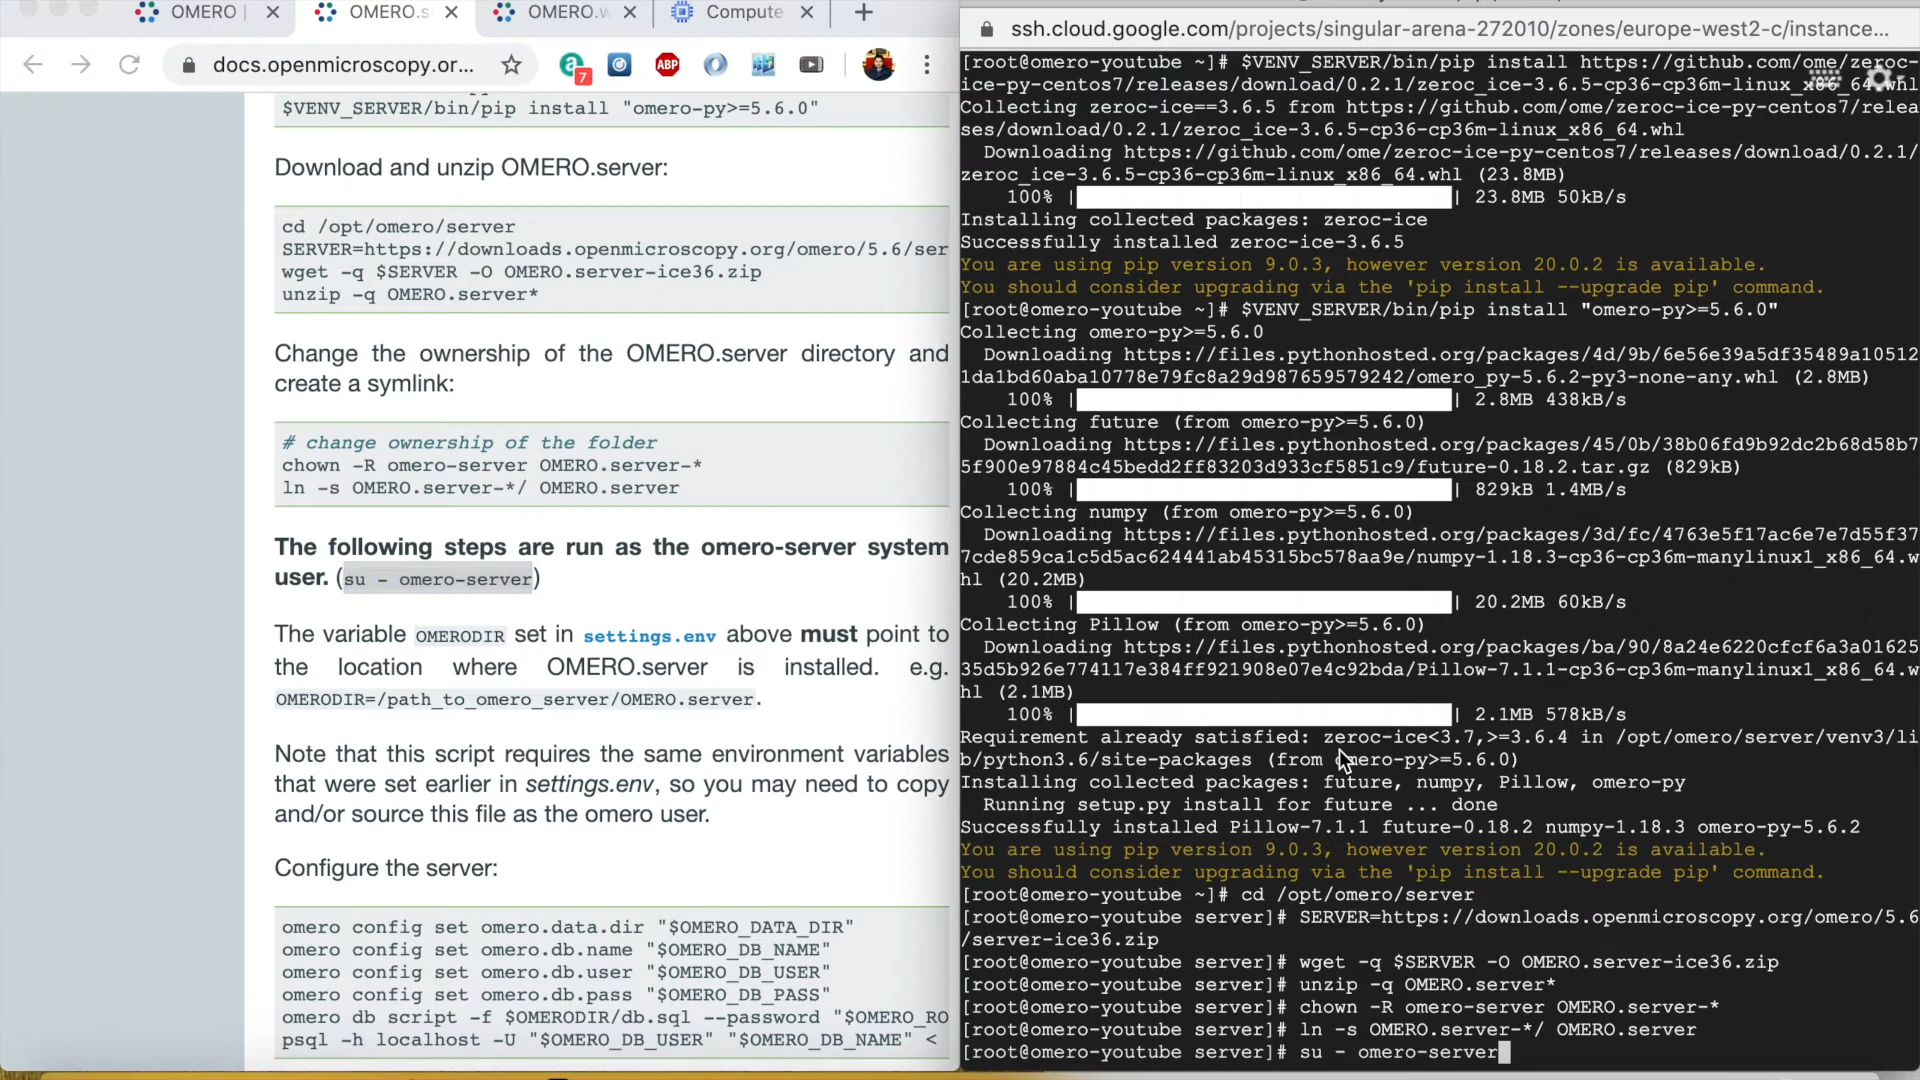 OMERO |
OMERO.s
OMERO.w
Compute
docs.openmicroscopy.or...
7
ABP
$VENV_SERVER/bin/pip install "omero-py>=5.6.0"
Download and unzip OMERO.server:
cd /opt/omero/server
SERVER=https://downloads.openmicroscopy.org/omero/5.6/ser
wget -q $SERVER -O OMERO.server-ice36.zip
unzip -q OMERO.server*
Change the ownership of the OMERO.server directory and
create a symlink:
# change ownership of the folder
chown -R omero-server OMERO.server-*
ln -s OMERO.server-*/ OMERO.server
The following steps are run as the omero-server system
user. (su - omero-server)
The variable OMERODIR set in settings.env above must point to
the location where OMERO.server is installed. e.g.
OMERODIR=/path_to_omero_server/OMERO.server.
Note that this script requires the same environment variables
that were set earlier in settings.env, so you may need to copy
and/or source this file as the omero user.
Configure the server:
omero config set omero.data.dir "$OMERO_DATA_DIR"
omero config set omero.db.name "$OMERO_DB_NAME"
omero config set omero.db.user "$OMERO_DB_USER"
omero config set omero.db.pass "$OMERO_DB_PASS"
omero db script -f $OMERODIR/db.sql --password "$OMERO_RO
psql -h localhost -U "$OMERO_DB_USER" "$OMERO_DB_NAME" <
ssh.cloud.google.com/projects/singular-arena-272010/zones/europe-west2-c/instance...
[root@omero-youtube ~]# $VENV_SERVER/bin/pip install https://github.com/ome/zeroc-
ice-py-centos7/releases/download/0.2.1/zeroc_ice-3.6.5-cp36-cp36m-linux_x86_64.whl
Collecting zeroc-ice==3.6.5 from https://github.com/ome/zeroc-ice-py-centos7/relea
ses/download/0.2.1/zeroc_ice-3.6.5-cp36-cp36m-linux_x86_64.whl
Downloading https://github.com/ome/zeroc-ice-py-centos7/releases/download/0.2.1/
zeroc_ice-3.6.5-cp36-cp36m-linux_x86_64.whl (23.8MB)
100% | | 23.8MB 50kB/s
Installing collected packages: zeroc-ice
Successfully installed zeroc-ice-3.6.5
You are using pip version 9.0.3, however version 20.0.2 is available.
You should consider upgrading via the 'pip install --upgrade pip' command.
[root@omero-youtube ~]# $VENV_SERVER/bin/pip install "omero-py>=5.6.0"
Collecting omero-py>=5.6.0
Downloading https://files.pythonhosted.org/packages/4d/9b/6e56e39a5df35489a10512
1da1bd60aba10778e79fc8a29d987659579242/omero_py-5.6.2-py3-none-any.whl (2.8MB)
100% | | 2.8MB 438kB/s
Collecting future (from omero-py>=5.6.0)
Downloading https://files.pythonhosted.org/packages/45/0b/38b06fd9b92dc2b68d58b7
5f900e97884c45bedd2ff83203d933cf5851c9/future-0.18.2.tar.gz (829kB)
100% | | 829kB 1.4MB/s
Collecting numpy (from omero-py>=5.6.0)
Downloading https://files.pythonhosted.org/packages/3d/fc/4763e5f17ac6e7e7d55f37
7cde859ca1c5d5ac624441ab45315bc578aa9e/numpy-1.18.3-cp36-cp36m-manylinux1_x86_64.w
hl (20.2MB)
100% | | 20.2MB 60kB/s
Collecting Pillow (from omero-py>=5.6.0)
Downloading https://files.pythonhosted.org/packages/ba/90/8a24e6220cfcf6a3a01625
35d5b926e774117e384ff921908e07e4c92bda/Pillow-7.1.1-cp36-cp36m-manylinux1_x86_64.w
hl (2.1MB)
100% | | 2.1MB 578kB/s
Requirement already satisfied: zeroc-ice<3.7,>=3.6.4 in /opt/omero/server/venv3/li
b/python3.6/site-packages (from omero-py>=5.6.0)
Installing collected packages: future, numpy, Pillow, omero-py
Running setup.py install for future ... done
Successfully installed Pillow-7.1.1 future-0.18.2 numpy-1.18.3 omero-py-5.6.2
You are using pip version 9.0.3, however version 20.0.2 is available.
You should consider upgrading via the 'pip install --upgrade pip' command.
[root@omero-youtube ~]# cd /opt/omero/server
[root@omero-youtube server]# SERVER=https://downloads.openmicroscopy.org/omero/5.6
/server-ice36.zip
[root@omero-youtube server]# wget -q $SERVER -O OMERO.server-ice36.zip
[root@omero-youtube server]# unzip -q OMERO.server*
[root@omero-youtube server]# chown -R omero-server OMERO.server-*
[root@omero-youtube server]# ln -s OMERO.server-*/ OMERO.server
[root@omero-youtube server]# su - omero-server